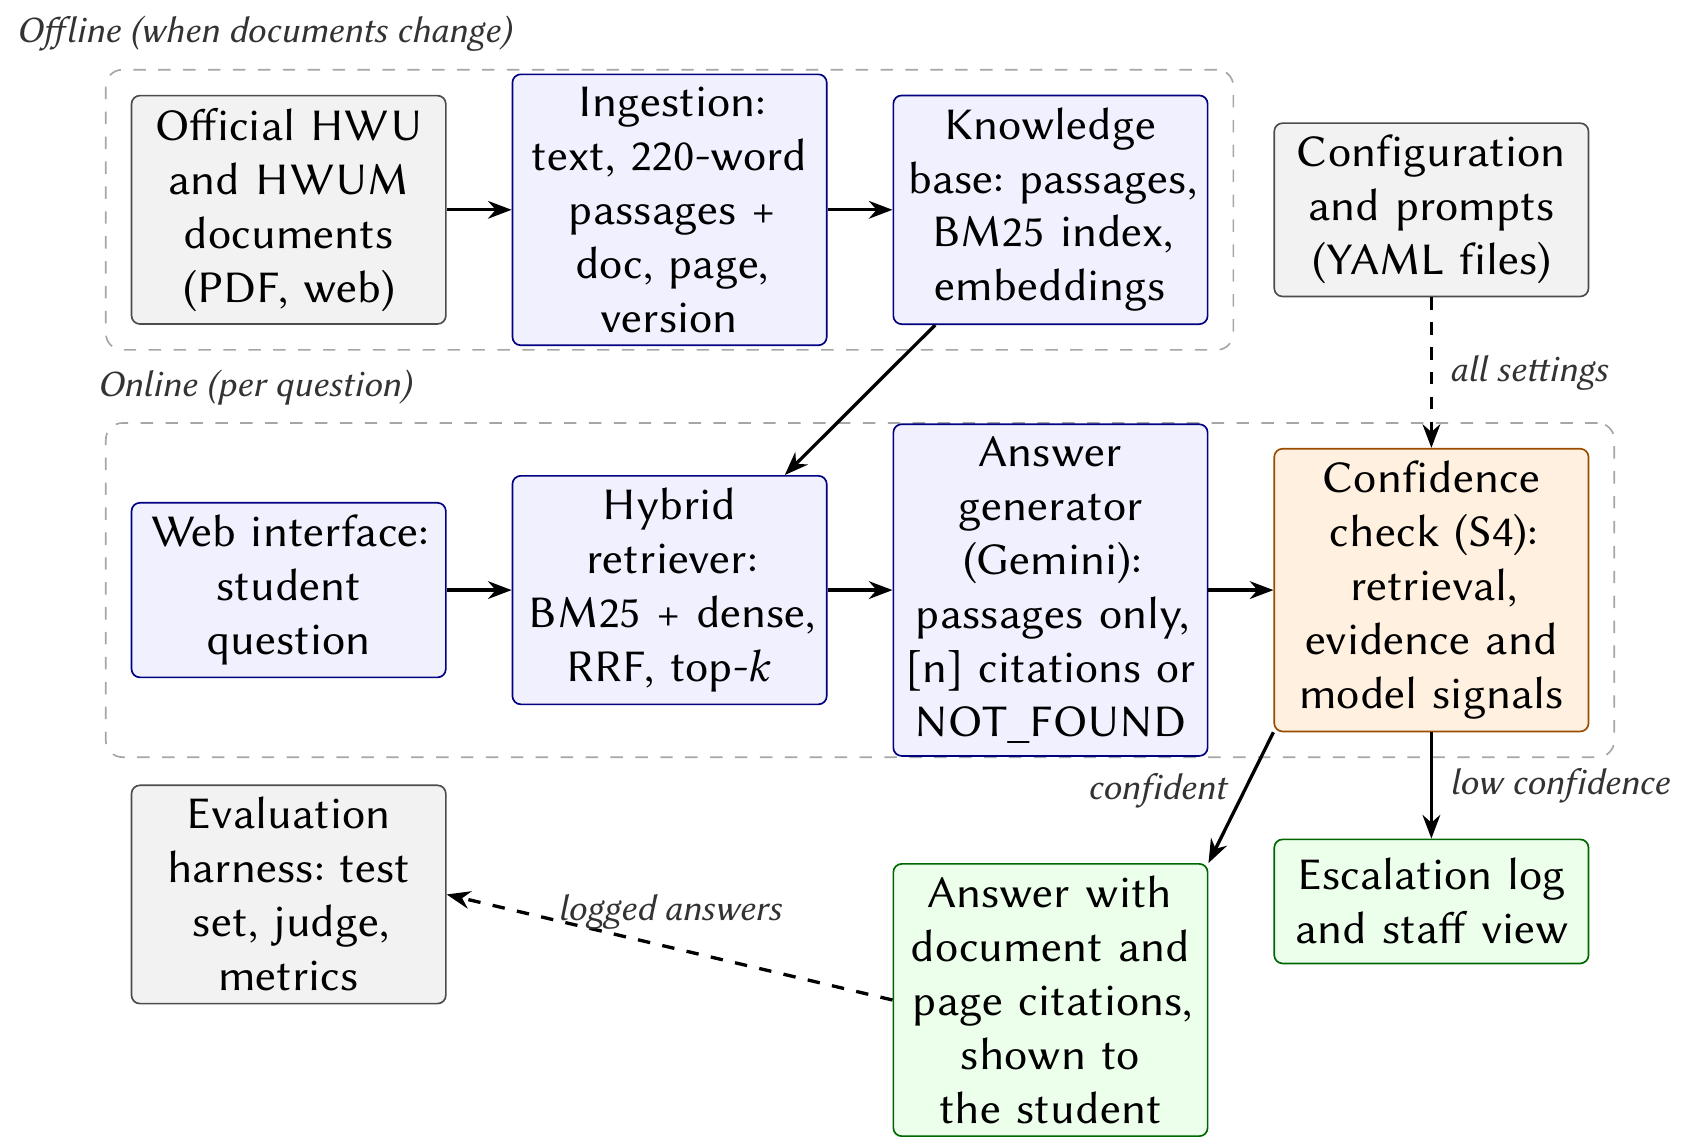 Offline (when documents change)
Official HWU
and HWUM
documents
(PDF, web)
Ingestion:
text, 220-word
passages +
doc, page,
version
Knowledge
base: passages,
BM25 index,
embeddings
Configuration
and prompts
(YAML files)
all settings
Online (per question)
Web interface:
student
question
Hybrid
retriever:
BM25 + dense,
RRF, top-k
Answer
generator
(Gemini):
passages only,
[n] citations or
NOT_FOUND
Confidence
check (S4):
retrieval,
evidence and
model signals
confident
low confidence
Evaluation
harness: test
set, judge,
metrics
logged answers
Answer with
document and
page citations,
shown to
the student
Escalation log
and staff view